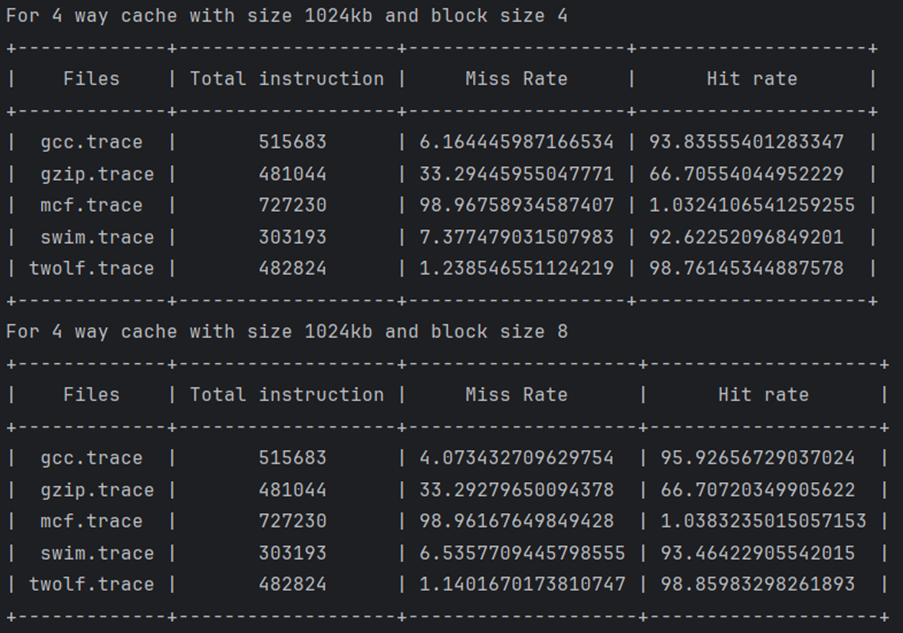 For 4 way cache with size 1024kb and block size 4
+-------------+-------------------+--------------------+--------------------+
| Files | Total instruction | Miss Rate | Hit rate |
+-------------+-------------------+--------------------+--------------------+
| gcc.trace | 515683 | 6.164445987166534 | 93.83555401283347 |
| gzip.trace | 481044 | 33.29445955047771 | 66.70554044952229 |
| mcf.trace | 727230 | 98.96758934587407 | 1.0324106541259255 |
| swim.trace | 303193 | 7.377479031507983 | 92.62252096849201 |
| twolf.trace | 482824 | 1.238546551124219 | 98.76145344887578 |
+-------------+-------------------+--------------------+--------------------+
For 4 way cache with size 1024kb and block size 8
+-------------+-------------------+--------------------+--------------------+
| Files | Total instruction | Miss Rate | Hit rate |
+-------------+-------------------+--------------------+--------------------+
| gcc.trace | 515683 | 4.073432709629754 | 95.92656729037024 |
| gzip.trace | 481044 | 33.29279650094378 | 66.70720349905622 |
| mcf.trace | 727230 | 98.96167649849428 | 1.0383235015057153 |
| swim.trace | 303193 | 6.5357709445798555 | 93.46422905542015 |
| twolf.trace | 482824 | 1.1401670173810747 | 98.85983298261893 |
+-------------+-------------------+--------------------+--------------------+